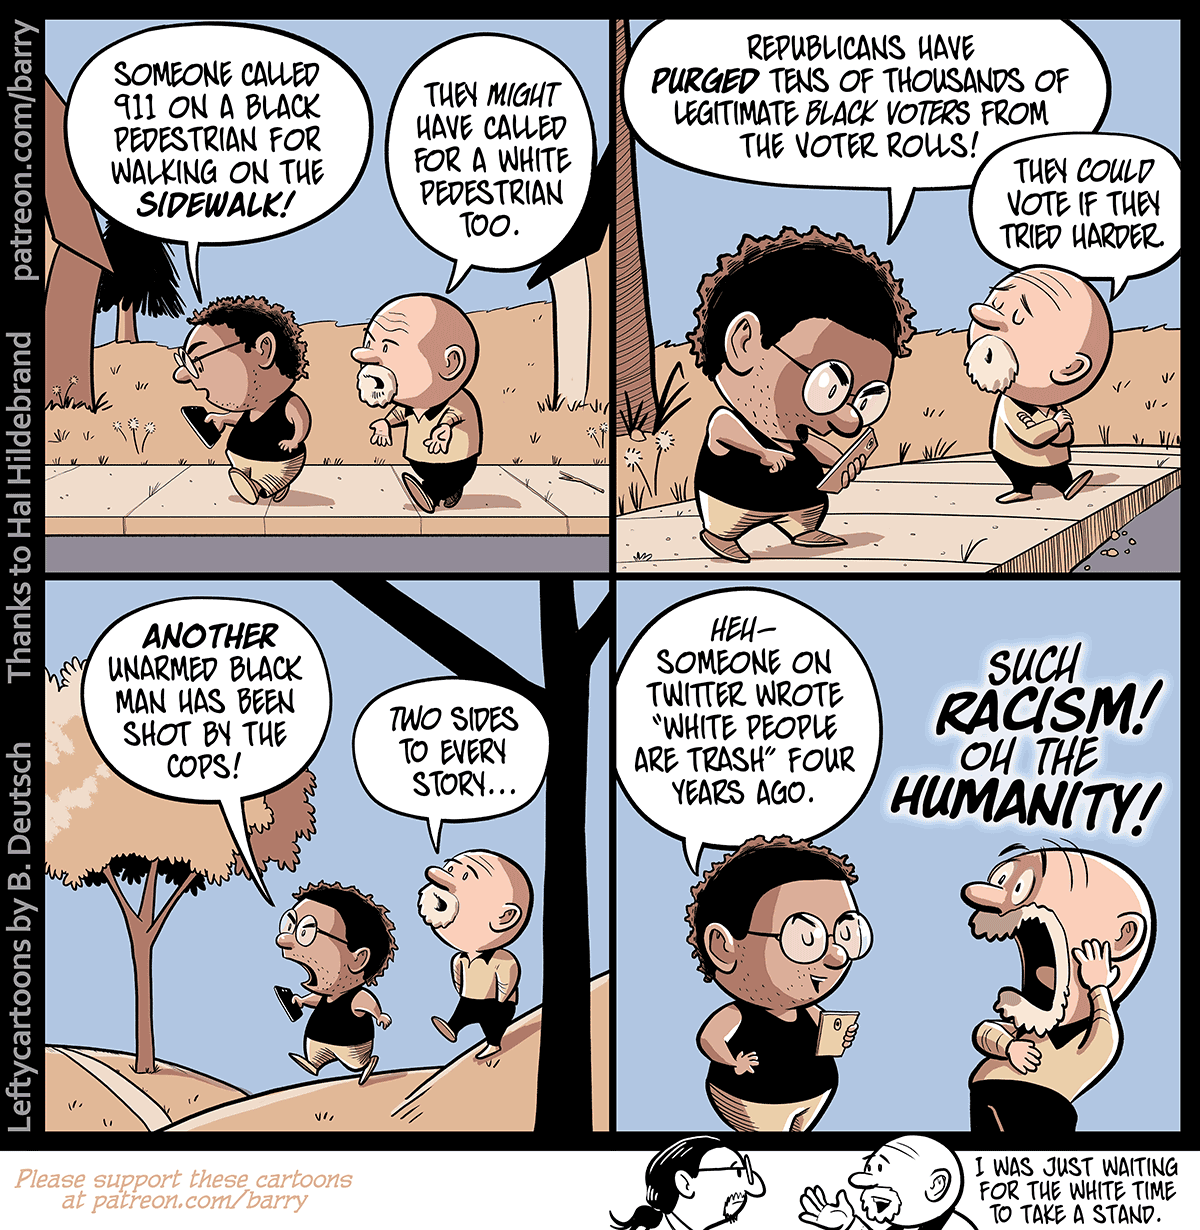 SOMEONE CALLED
911 ON A BLACK
PEDESTRIAN FOR
WALKING ON THE
SIDEWALK!
THEY MIGHT
HAVE CALLED
FOR A WHITE
PEDESTRIAN
TOO.
REPUBLICANS HAVE
PURGED TENS OF THOUSANDS OF
LEGITIMATE BLACK VOTERS FROM
THE VOTER ROLLS!
THEY COULD
VOTE IF THEY
TRIED HARDER.
ANOTHER
UNARMED BLACK
MAN HAS BEEN
SHOT BY THE
COPS!
TWO SIDES
TO EVERY
STORY...
HEH—
SOMEONE ON
TWITTER WROTE
"WHITE PEOPLE
ARE TRASH" FOUR
YEARS AGO.
SUCH
RACISM!
OH THE
HUMANITY!
Leftycartoons by B. Deutsch Thanks to Hal Hildebrand patreon.com/barry
Please support these cartoons
at patreon.com/barry
I WAS JUST WAITING
FOR THE WHITE TIME
TO TAKE A STAND.